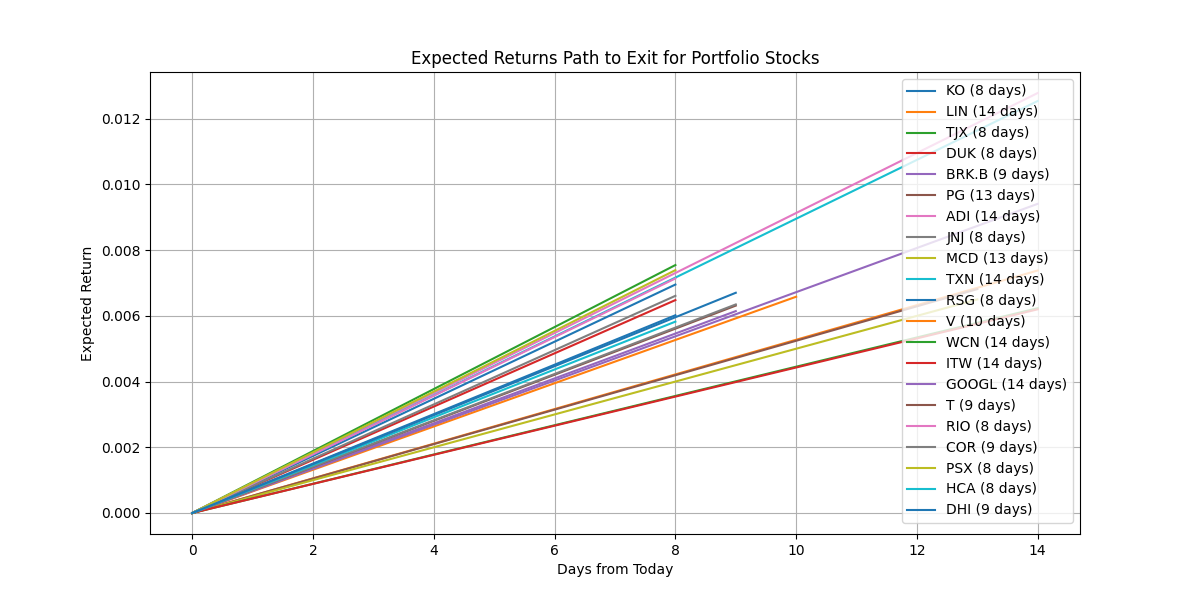 Expected Returns Path to Exit for Portfolio Stocks
KO (8 days)
LIN (14 days)
TJX (8 days)
DUK (8 days)
BRK.B (9 days)
PG (13 days)
ADI (14 days)
JNJ (8 days)
MCD (13 days)
TXN (14 days)
RSG (8 days)
V (10 days)
WCN (14 days)
ITW (14 days)
GOOGL (14 days)
T (9 days)
RIO (8 days)
COR (9 days)
PSX (8 days)
HCA (8 days)
DHI (9 days)
Expected Return
0.012
0.010
0.008
0.006
0.004
0.002
0.000
0 2 4 6 8 10 12 14
Days from Today